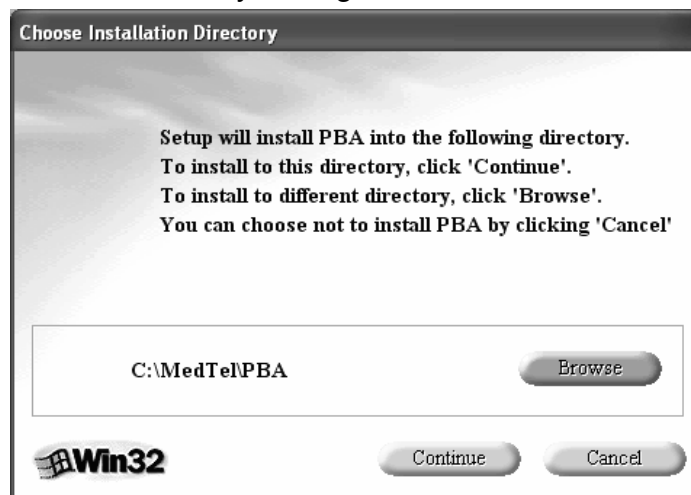 Choose Installation Directory
Setup will install PBA into the following directory.
To install to this directory, click 'Continue'.
To install to different directory, click 'Browse'.
You can choose not to install PBA by clicking 'Cancel'
C:\MedTel\PBA
Browse
Win32
Continue
Cancel